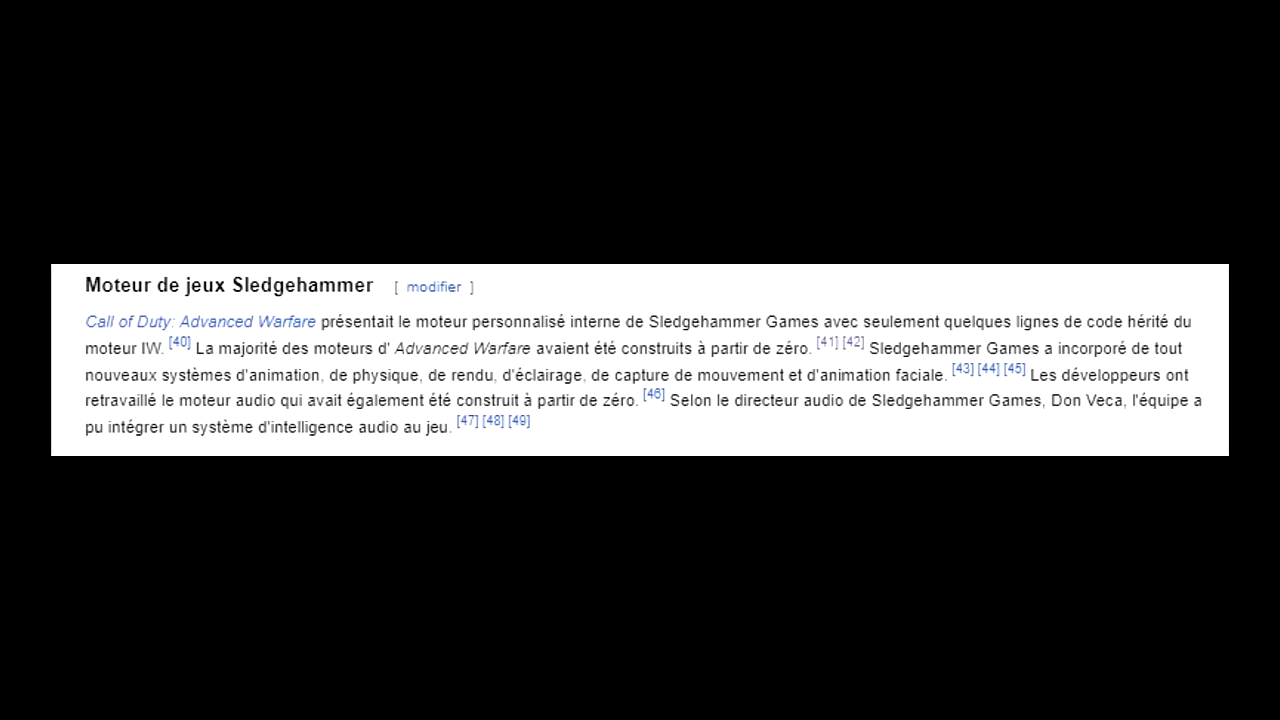 Moteur de jeux Sledgehammer [ modifier ]
Call of Duty: Advanced Warfare présentait le moteur personnalisé interne de Sledgehammer Games avec seulement quelques lignes de code hérité du
moteur IW. [40] La majorité des moteurs d' Advanced Warfare avaient été construits à partir de zéro. [41] [42] Sledgehammer Games a incorporé de tout
nouveaux systèmes d'animation, de physique, de rendu, d'éclairage, de capture de mouvement et d'animation faciale. [43] [44] [45] Les développeurs ont
retravaillé le moteur audio qui avait également été construit à partir de zéro. [46] Selon le directeur audio de Sledgehammer Games, Don Veca, l'équipe a
pu intégrer un système d'intelligence audio au jeu. [47] [48] [49]